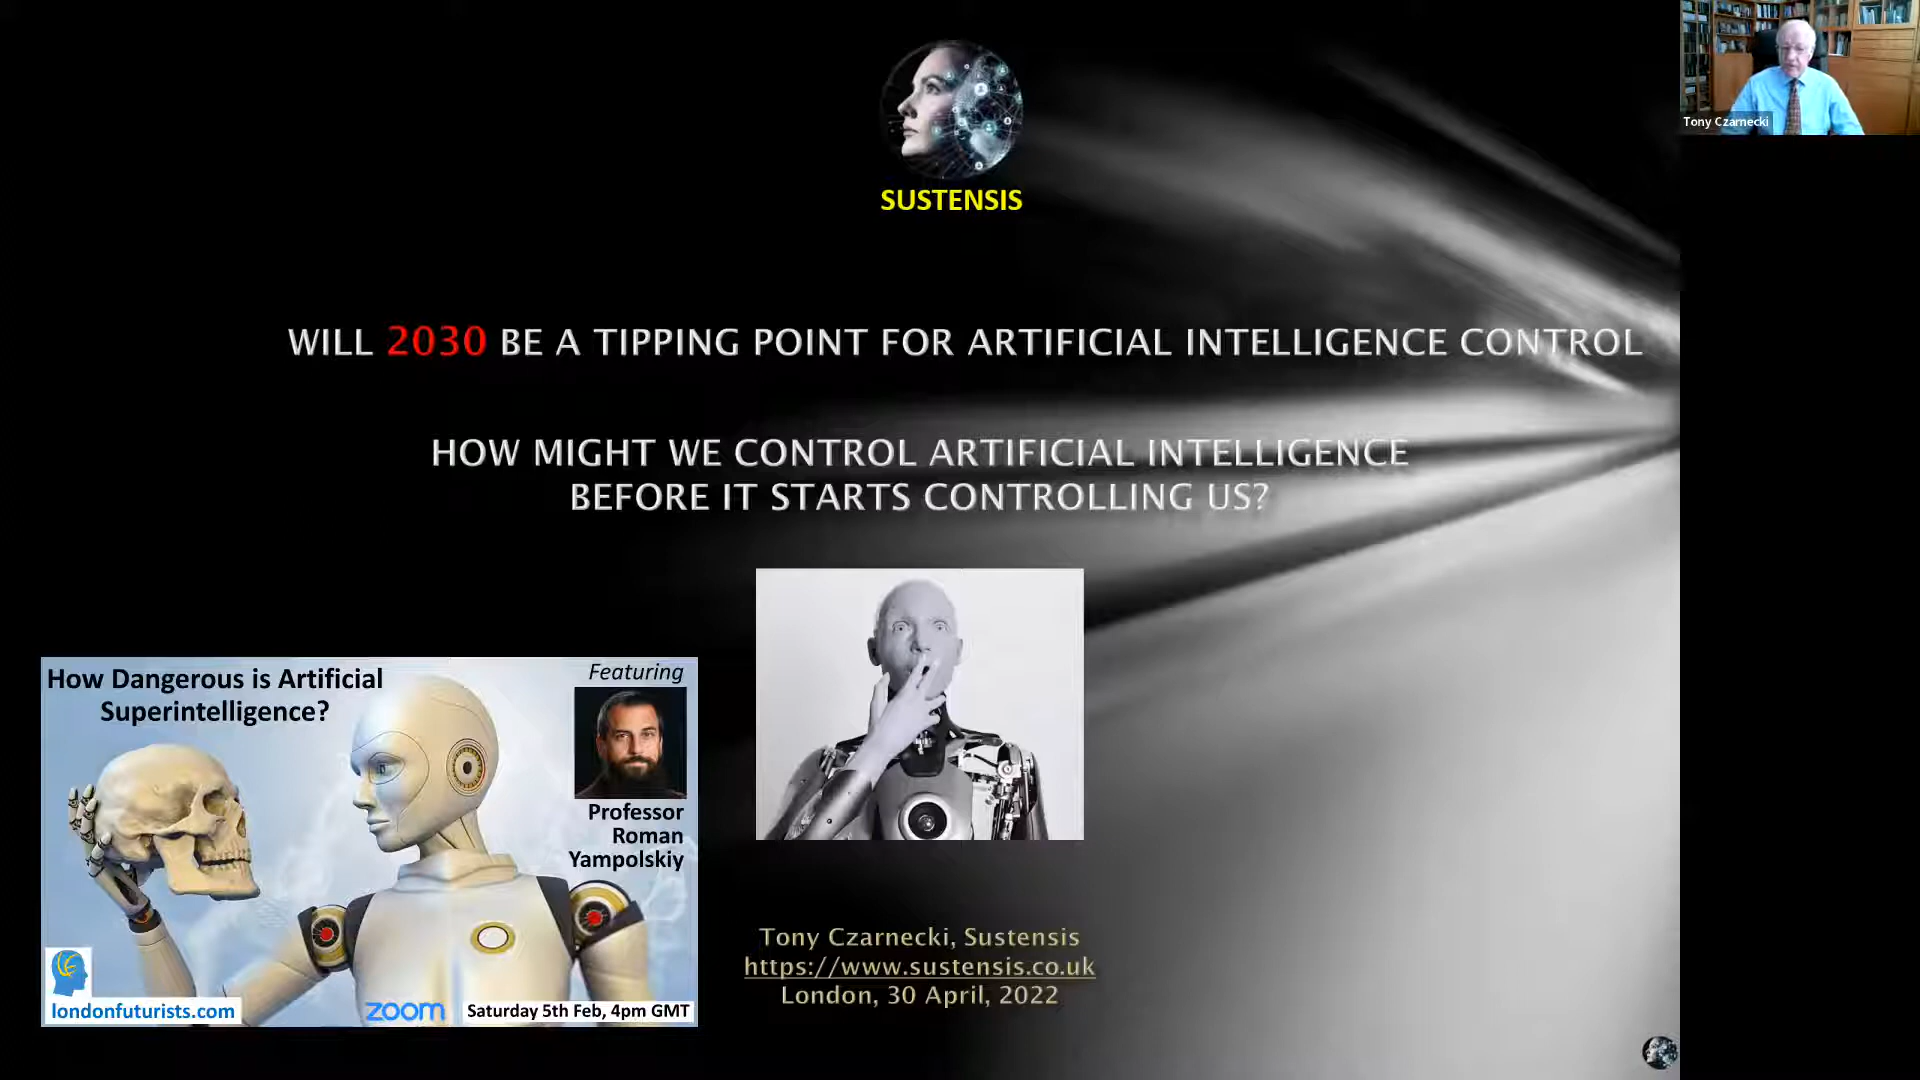 SUSTENSIS
Tony Czarnecki
WILL 2030 BE A TIPPING POINT FOR ARTIFICIAL INTELLIGENCE CONTROL
HOW MIGHT WE CONTROL ARTIFICIAL INTELLIGENCE
BEFORE IT STARTS CONTROLLING US?
How Dangerous is Artificial
Superintelligence?
Featuring
Professor
Roman
Yampolskiy
londonfuturists.com
zoom
Saturday 5th Feb, 4pm GMT
Tony Czarnecki, Sustensis
https://www.sustensis.co.uk
London, 30 April, 2022